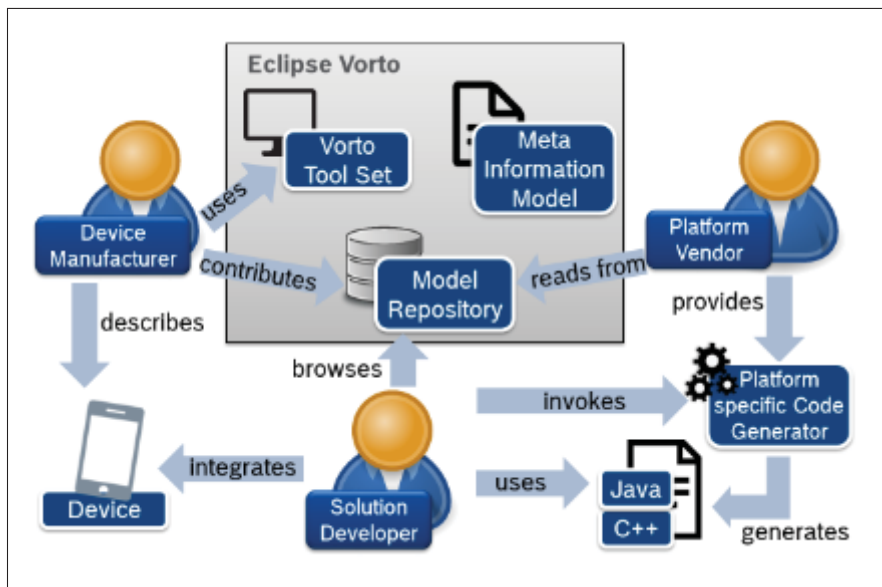 Eclipse Vorto
Vorto
Tool Set
Meta
Information
Model
uses
Device
Manufacturer
Platform
Vendor
contributes
Model
Repository
reads from
describes
provides
browses
invokes
Platform
specific Code
Generator
integrates
Device
Solution
Developer
uses
Java
C++
generates